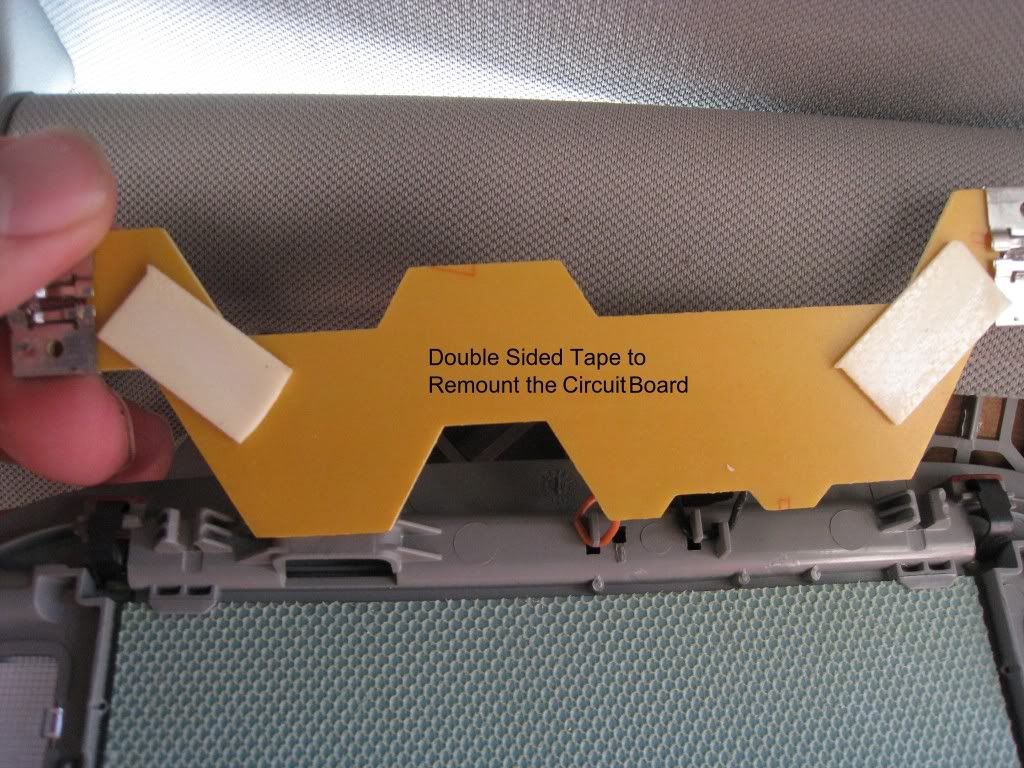 Double Sided Tape to
Remount the Circuit Board